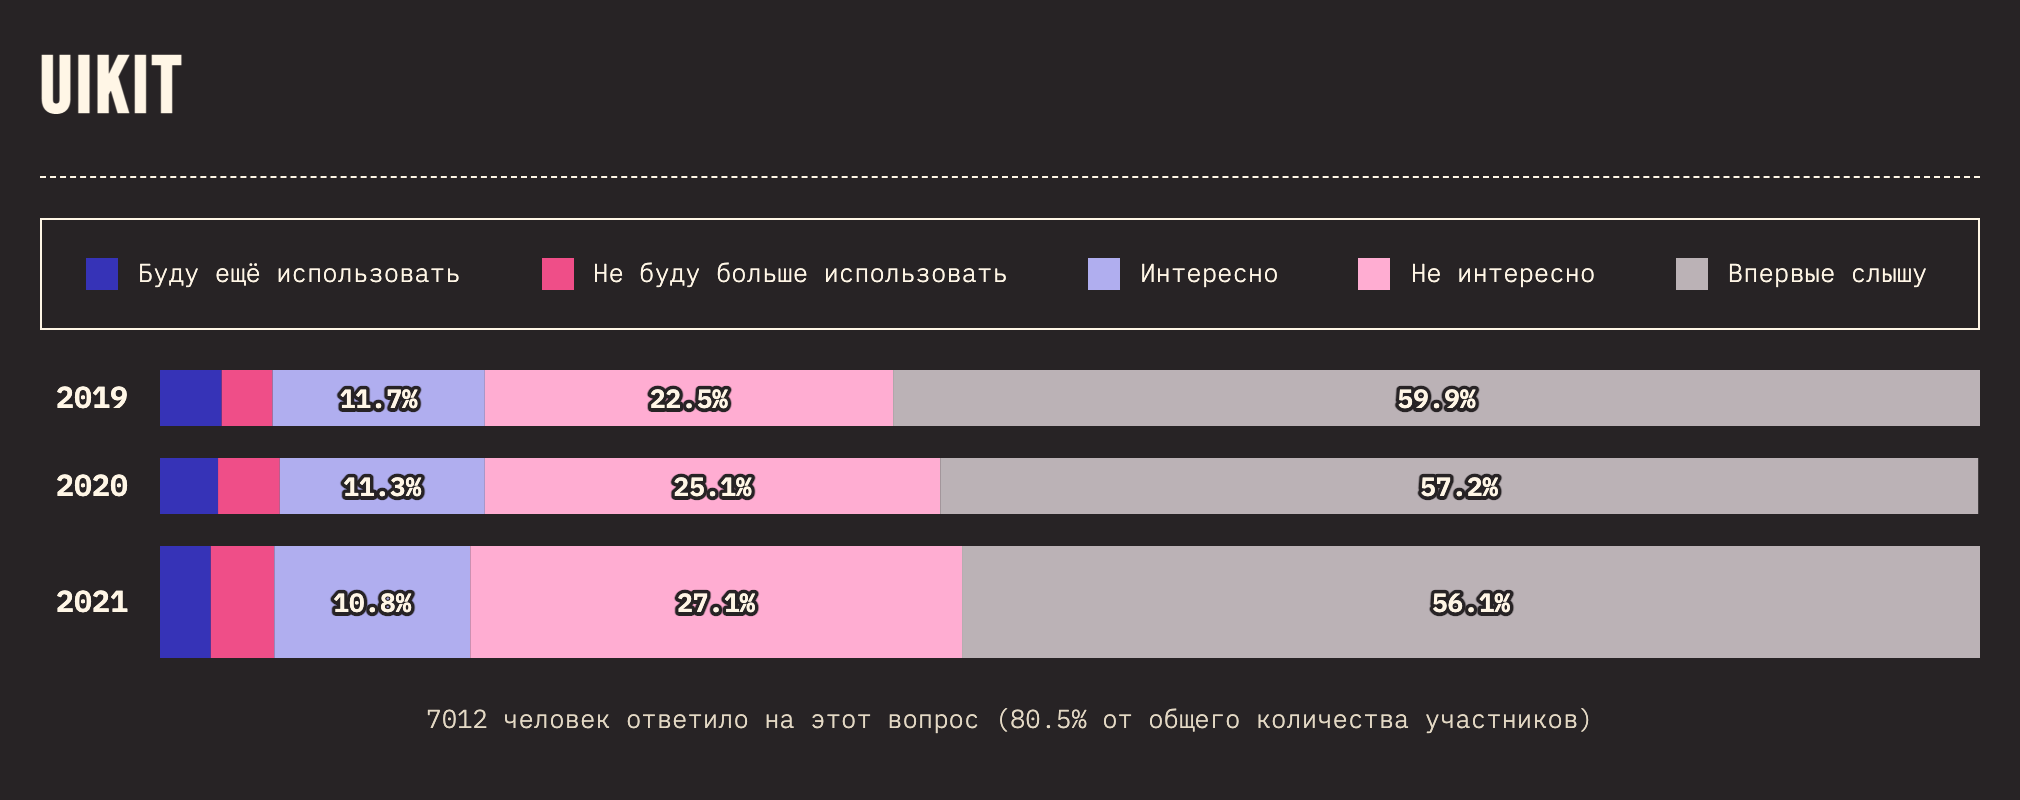 UIKIT
Буду ещё использовать Не буду больше использовать Интересно Не интересно Впервые слышу
2019 11.7% 22.5% 59.9%
2020 11.3% 25.1% 57.2%
2021 10.8% 27.1% 56.1%
7012 человек ответило на этот вопрос (80.5% от общего количества участников)